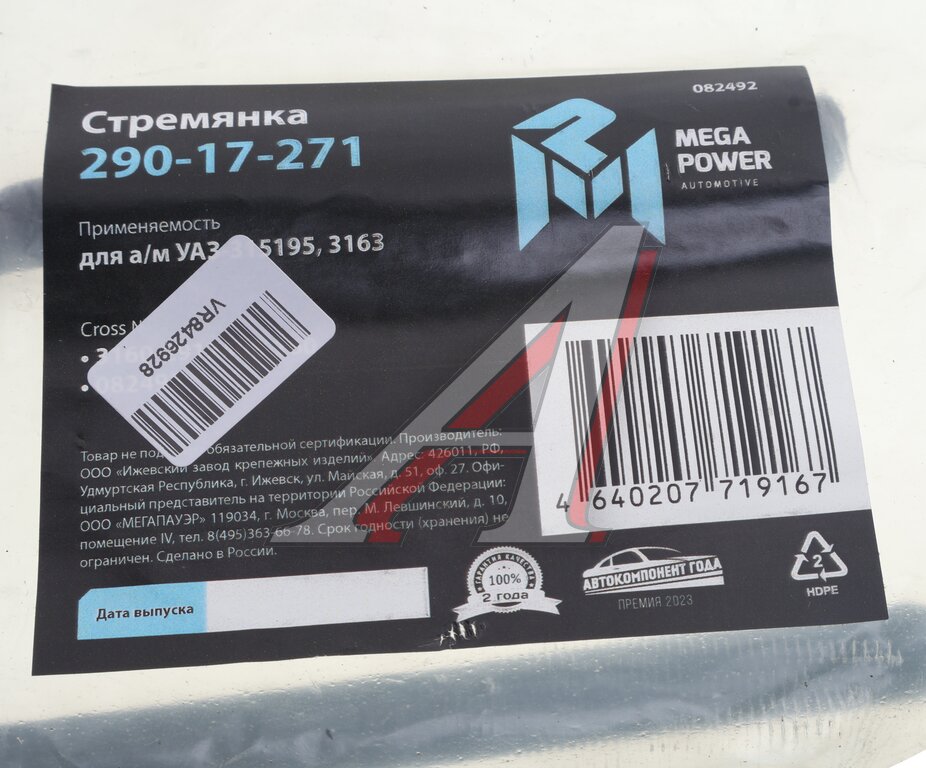 082492
Стремянка
290-17-271
MEGA
POWER
AUTOMOTIVE
Применяемость
для а/м УАЗ 315195, 3163
VR8426928
Cross
Товар не обязательной сертификации. Производитель:
ООО «Ижевский завод крепежных изделий». Адрес: 426011, РФ,
Удмуртская Республика, г. Ижевск, ул. Майская, д. 51, оф. 27. Офи-
циальный представитель на территории Российской Федерации:
ООО «МЕГАПАУЭР» 119034, г. Москва, пер. М. Левшинский, д. 10,
помещение IV, тел. 8(495)363-66-78. Срок годности (хранения) не
ограничен. Сделано в России.
4 640207 719167
Дата выпуска
ГАРАНТИЯ КАЧЕСТВА
100%
2 года
АВТОКОМПОНЕНТ ГОДА
ПРЕМИЯ 2023
2
HDPE